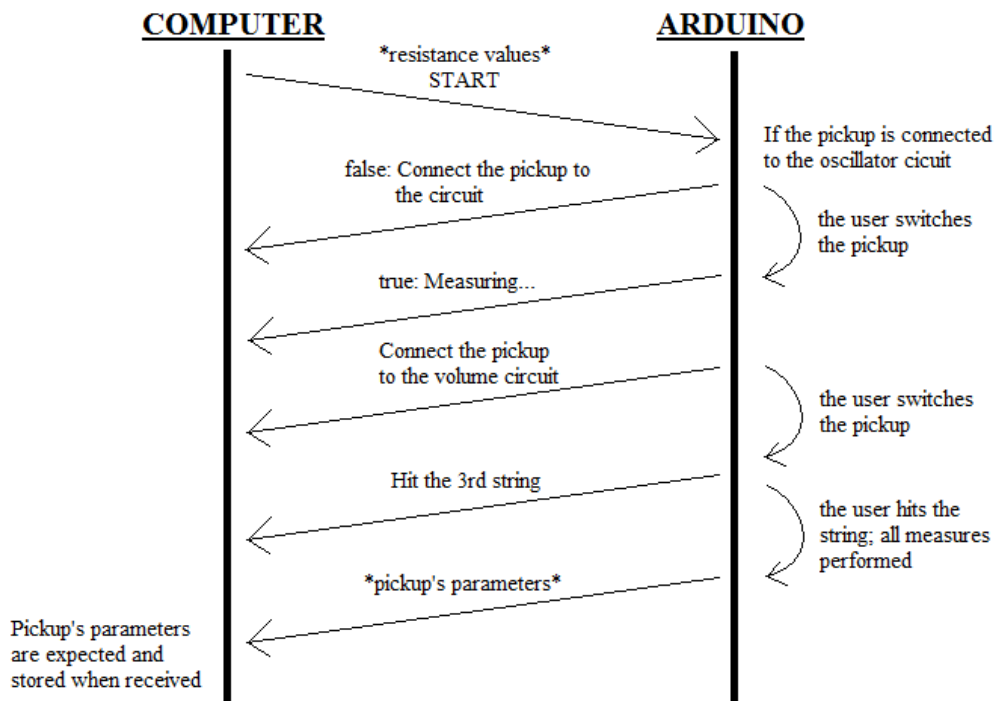 COMPUTER
ARDUINO
*resistance values*
START
If the pickup is connected
to the oscillator cicuit
false: Connect the pickup to
the circuit
the user switches
the pickup
true: Measuring...
Connect the pickup
to the volume circuit
the user switches
the pickup
Hit the 3rd string
the user hits the
string; all measures
performed
*pickup's parameters*
Pickup's parameters
are expected and
stored when received